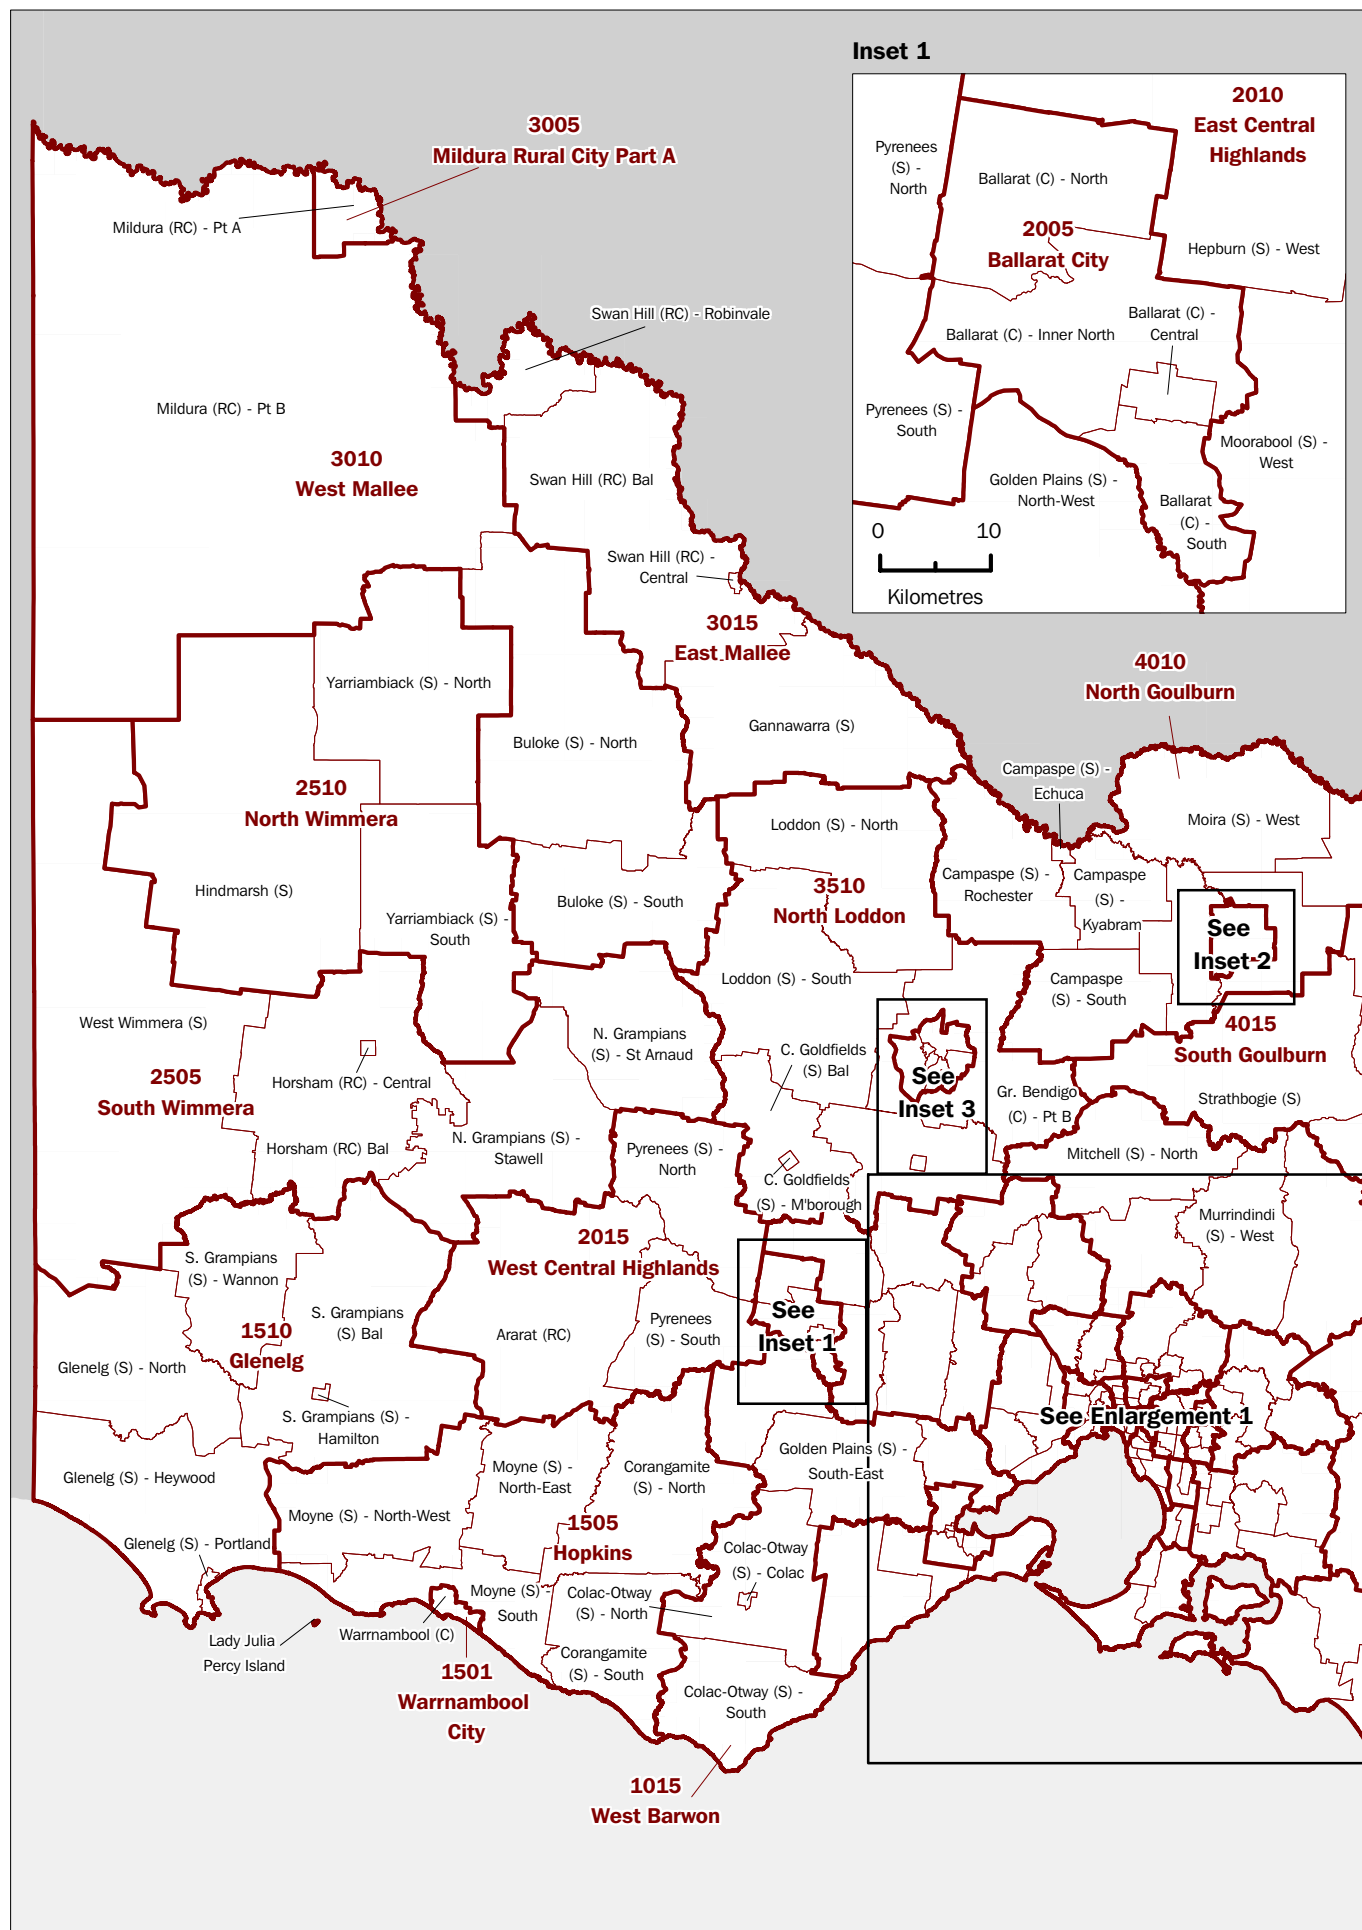 Inset 1
2010
East Central
Highlands
Pyrenees
(S) -
North
Ballarat (C) - North
2005
Ballarat City
Hepburn (S) - West
Ballarat (C) - Inner North
Ballarat (C) -
Central
Pyrenees (S) -
South
Moorabool (S) -
West
Golden Plains (S) -
North-West
Ballarat
(C) -
South
0 10
Kilometres
3005
Mildura Rural City Part A
Mildura (RC) - Pt A
Swan Hill (RC) - Robinvale
Mildura (RC) - Pt B
3010
West Mallee
Swan Hill (RC) Bal
Swan Hill (RC) -
Central
3015
East Mallee
4010
North Goulburn
Yarriambiack (S) - North
Buloke (S) - North
Gannawarra (S)
Campaspe (S) -
Echuca
2510
North Wimmera
Loddon (S) - North
Moira (S) - West
Hindmarsh (S)
Yarriambiack (S) -
South
Buloke (S) - South
3510
North Loddon
Campaspe (S) -
Rochester
Campaspe
(S) -
Kyabram
See
Inset 2
Loddon (S) - South
Campaspe
(S) - South
West Wimmera (S)
N. Grampians
(S) - St Arnaud
4015
South Goulburn
C. Goldfields
(S) Bal
2505
South Wimmera
Horsham (RC) - Central
See
Inset 3
Gr. Bendigo
(C) - Pt B
Strathbogie (S)
Horsham (RC) Bal
N. Grampians (S) -
Stawell
Pyrenees (S) -
North
Mitchell (S) - North
C. Goldfields
(S) - M'borough
S. Grampians
(S) - Wannon
2015
West Central Highlands
Murrindindi
(S) - West
S. Grampians
(S) Bal
Ararat (RC)
Pyrenees
(S) - South
See
Inset 1
1510
Glenelg
Glenelg (S) - North
S. Grampians (S) -
Hamilton
See Enlargement 1
Glenelg (S) - Heywood
Moyne (S) -
North-East
Corangamite
(S) - North
Golden Plains (S) -
South-East
Moyne (S) - North-West
1505
Hopkins
Glenelg (S) - Portland
Colac-Otway
(S) - Colac
Moyne (S) -
South
Colac-Otway
(S) - North
Lady Julia
Percy Island
Warrnambool (C)
Corangamite
(S) - South
1501
Warrnambool
City
Colac-Otway (S) -
South
1015
West Barwon